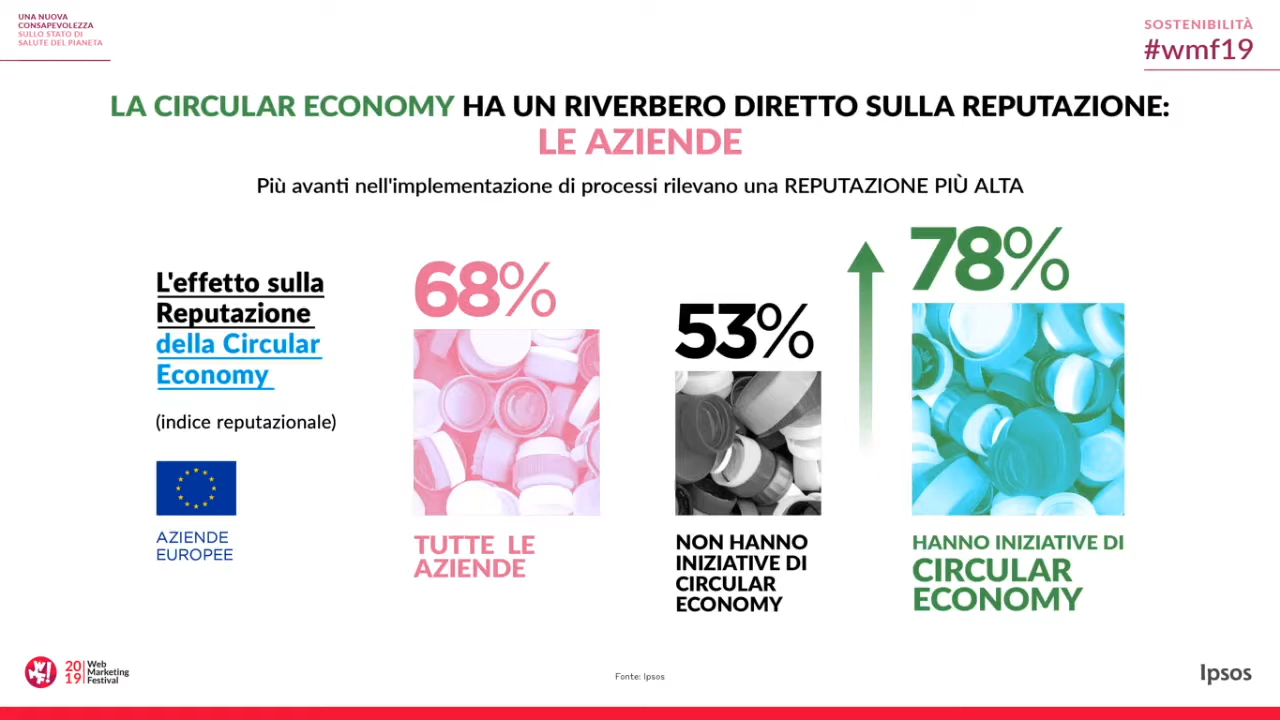 UNA NUOVA
CONSAPEVOLEZZA
SULLO STATO DI
SALUTE DEL PIANETA
SOSTENIBILITÀ
#wmf19
LA CIRCULAR ECONOMY HA UN RIVERBERO DIRETTO SULLA REPUTAZIONE:
LE AZIENDE
Più avanti nell'implementazione di processi rilevano una REPUTAZIONE PIÙ ALTA
L'effetto sulla
Reputazione
della Circular
Economy
(indice reputazionale)
AZIENDE
EUROPEE
68%
TUTTE LE
AZIENDE
53%
NON HANNO
INIZIATIVE DI
CIRCULAR
ECONOMY
78%
HANNO INIZIATIVE DI
CIRCULAR
ECONOMY
W! 20 19 Web Marketing Festival
Fonte: Ipsos
Ipsos